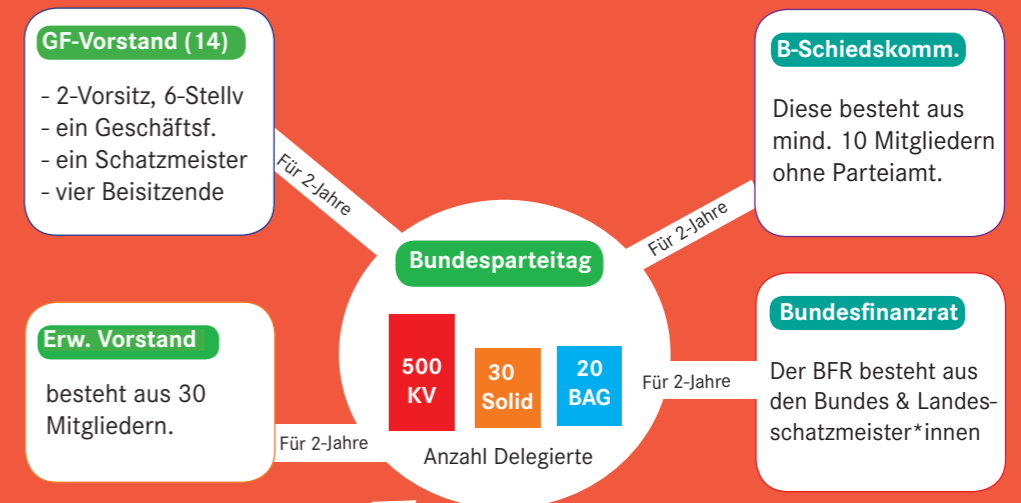 GF-Vorstand (14)
- 2-Vorsitz, 6-Stellv
- ein Geschäftsf.
- ein Schatzmeister
- vier Beisitzende
Für 2-Jahre
B-Schiedskomm.
Diese besteht aus
mind. 10 Mitgliedern
ohne Parteiamt.
Für 2-Jahre
Bundesparteitag
500
KV
30
Solid
20
BAG
Anzahl Delegierte
Erw. Vorstand
besteht aus 30
Mitgliedern.
Für 2-Jahre
Bundesfinanzrat
Der BFR besteht aus
den Bundes & Landes-
schatzmeister*innen
Für 2-Jahre